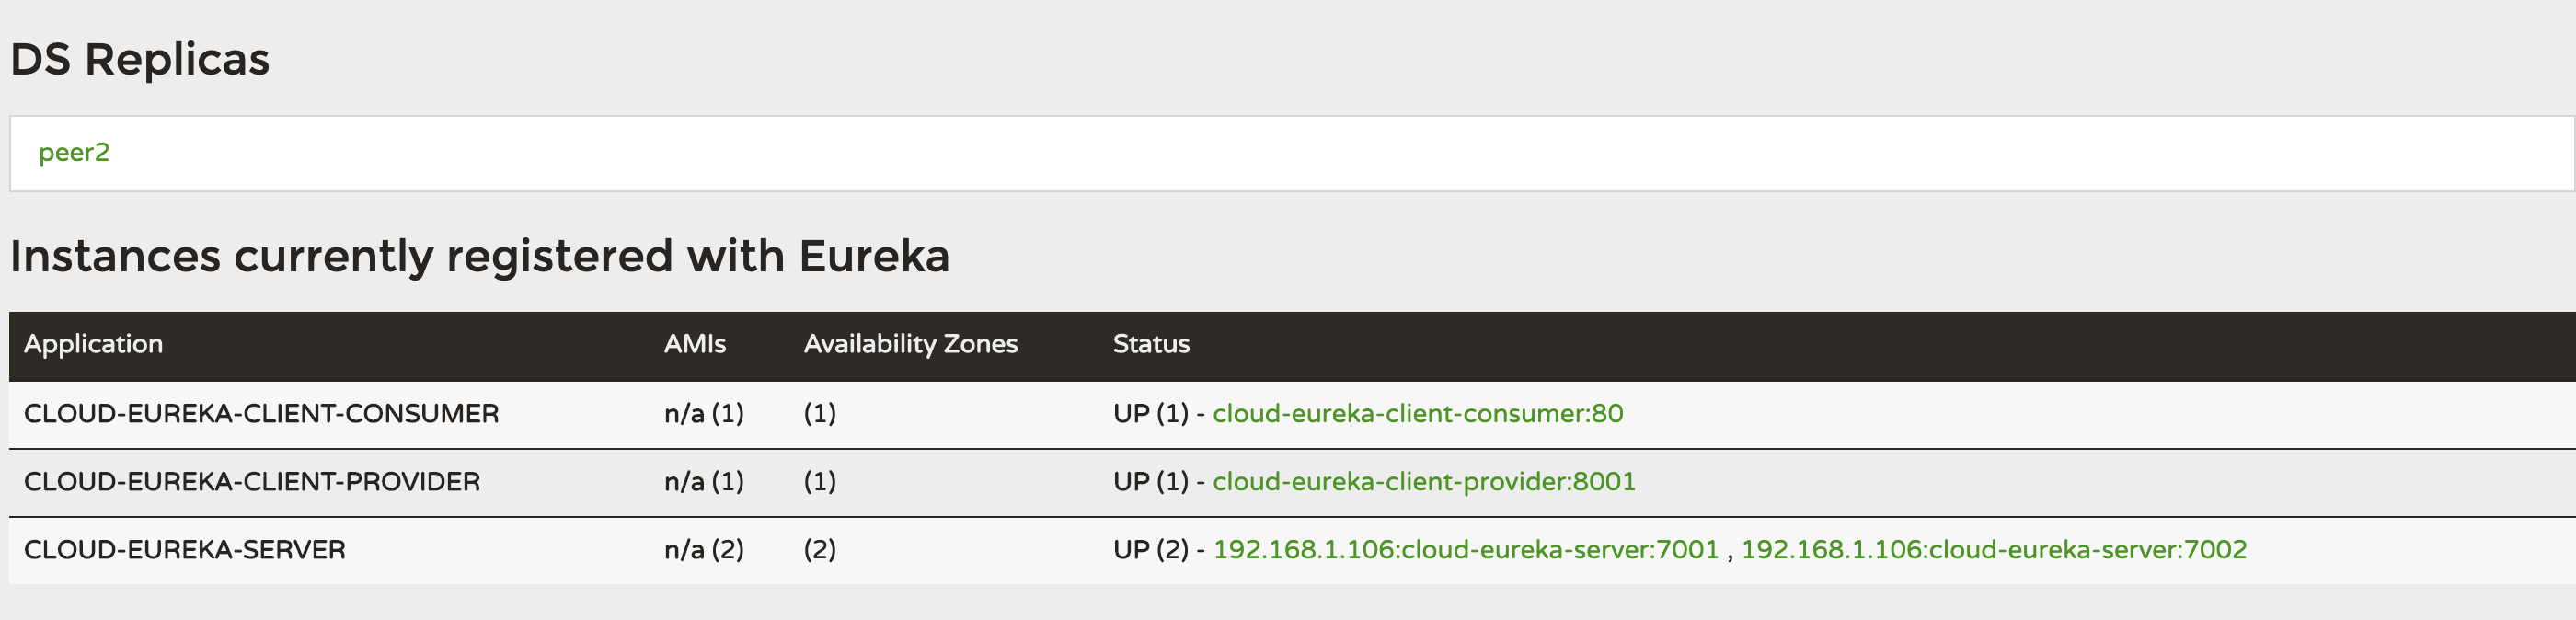 DS Replicas
peer2
Instances currently registered with Eureka
Application AMIs Availability Zones Status
CLOUD-EUREKA-CLIENT-CONSUMER n/a (1) (1) UP (1) - cloud-eureka-client-consumer:80
CLOUD-EUREKA-CLIENT-PROVIDER n/a (1) (1) UP (1) - cloud-eureka-client-provider:8001
CLOUD-EUREKA-SERVER n/a (2) (2) UP (2) - 192.168.1.106:cloud-eureka-server:7001 , 192.168.1.106:cloud-eureka-server:7002